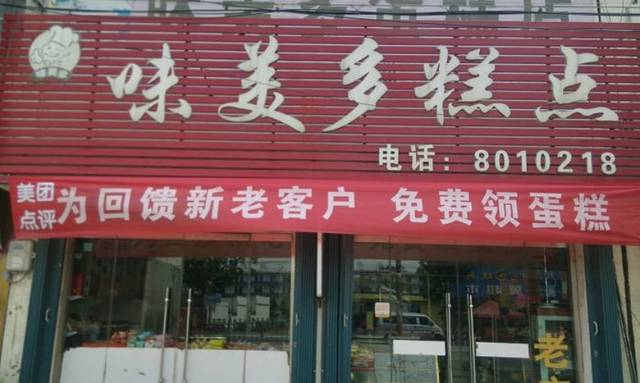 味美多糕点
电话：8010218
美团
点评
为回馈新老客户 免费领蛋糕
老